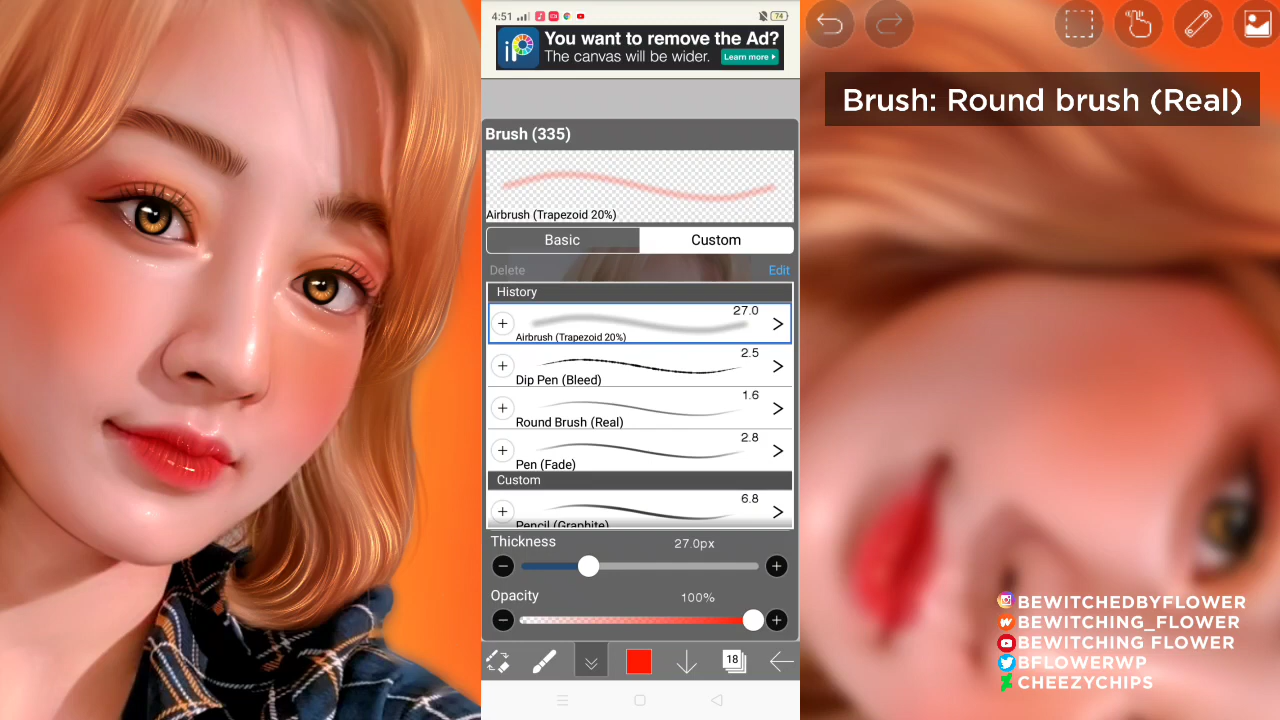 4:51
74
iP
You want to remove the Ad?
The canvas will be wider.
Learn more
Brush (335)
Airbrush (Trapezoid 20%)
Basic
Custom
Delete
Edit
History
27.0
Airbrush (Trapezoid 20%)
2.5
Dip Pen (Bleed)
1.6
Round Brush (Real)
2.8
Pen (Fade)
Custom
6.8
Pencil (Graphite)
Thickness
27.0px
Opacity
100%
18
Brush: Round brush (Real)
BEWITCHEDBYFLOWER
BEWITCHING_FLOWER
BEWITCHING FLOWER
BFLOWERWP
CHEEZYCHIPS